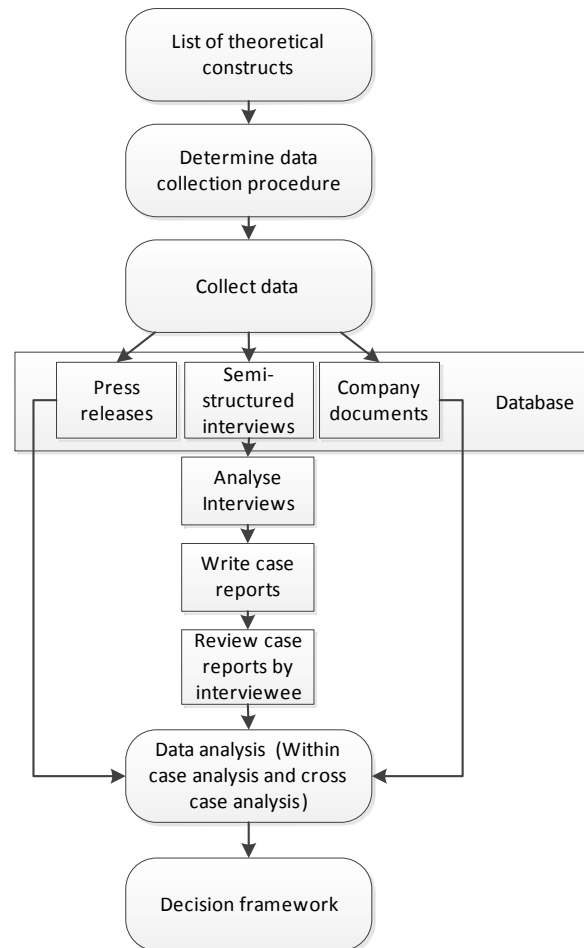 List of theoretical
constructs
Determine data
collection procedure
Collect data
Press
releases
Semi-
structured
interviews
Company
documents
Database
Analyse
Interviews
Write case
reports
Review case
reports by
interviewee
Data analysis (Within
case analysis and cross
case analysis)
Decision framework